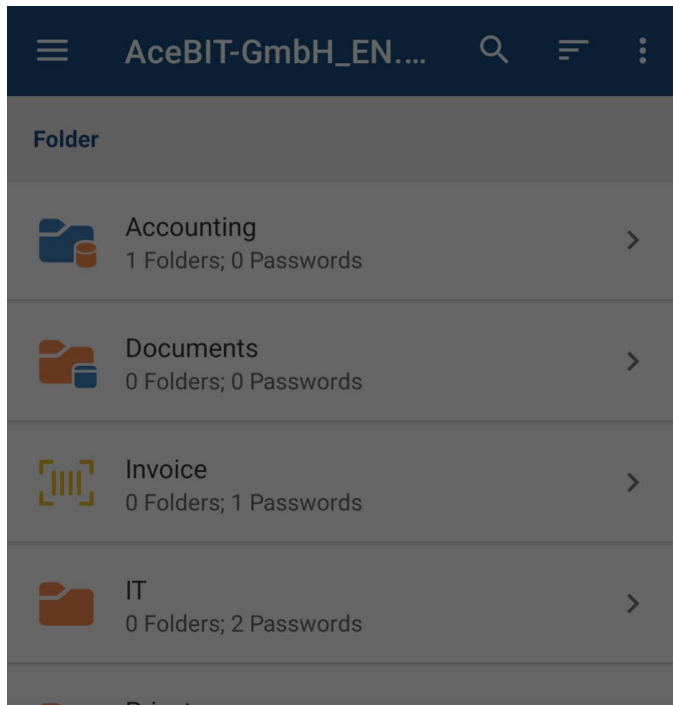 AceBIT-GmbH_EN.…
Folder
Accounting
1 Folders; 0 Passwords
Documents
0 Folders; 0 Passwords
Invoice
0 Folders; 1 Passwords
IT
0 Folders; 2 Passwords